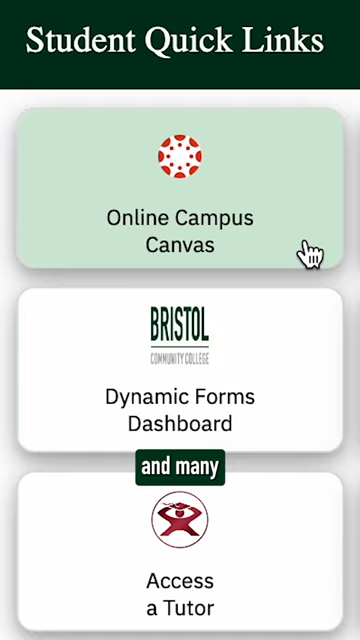 Student Quick Links
Online Campus
Canvas
BRISTOL
COMMUNITY COLLEGE
Dynamic Forms
Dashboard
and many
Access
a Tutor